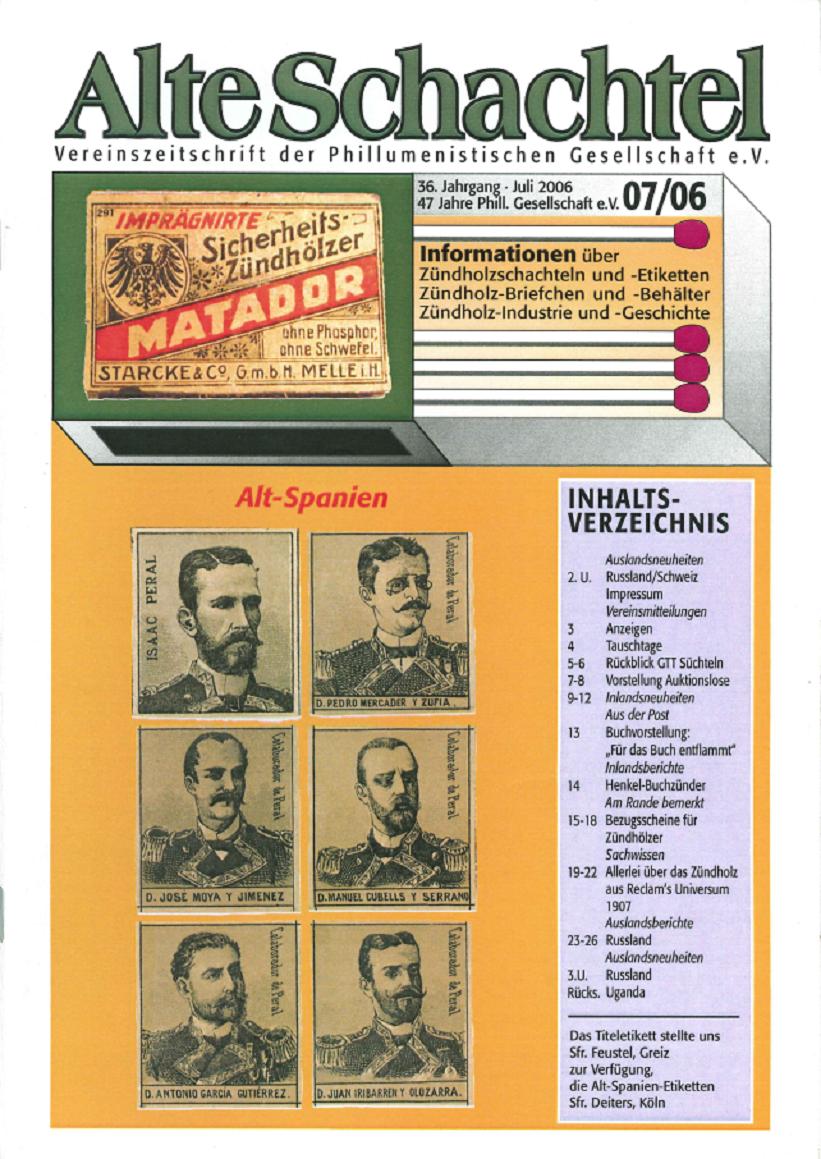 Alte Schachtel
Vereinszeitschrift der Phillumenistischen Gesellschaft e.V.
36. Jahrgang · Juli 2006
47 Jahre Phill. Gesellschaft e.V. 07/06
291
IMPRÄGNIRTE
Sicherheits-
Zündhölzer
MATADOR
ohne Phosphor,
ohne Schwefel.
STARCKE & Cº, G.m.b.H. MELLE i.H.
Informationen über
Zündholzschachteln und -Etiketten
Zündholz-Briefchen und -Behälter
Zündholz-Industrie und -Geschichte
Alt-Spanien
ISAAC PERAL
Colaborador de Peral
D. PEDRO MERCADER Y ZUFIA.
Colaborador de Peral
D. JOSE MOYA Y JIMENEZ
Colaborador de Peral
D. MANUEL CUBELLS Y SERRANO
Colaborador de Peral
D. ANTONIO GARCIA GUTIÉRREZ.
Colaborador de Peral
D. JUAN IRIBARREN Y OLOZARRA.
INHALTS-
VERZEICHNIS
Auslandsneuheiten
2. U. Russland/Schweiz
Impressum
Vereinsmitteilungen
3 Anzeigen
4 Tauschtage
5-6 Rückblick GTT Süchteln
7-8 Vorstellung Auktionslose
9-12 Inlandsneuheiten
Aus der Post
13 Buchvorstellung:
„Für das Buch entflammt"
Inlandsberichte
14 Henkel-Buchzünder
Am Rande bemerkt
15-18 Bezugsscheine für
Zündhölzer
Sachwissen
19-22 Allerlei über das Zündholz
aus Reclam's Universum
1907
Auslandsberichte
23-26 Russland
Auslandsneuheiten
3.U. Russland
Rücks. Uganda
Das Titeletikett stellte uns
Sfr. Feustel, Greiz
zur Verfügung,
die Alt-Spanien-Etiketten
Sfr. Deiters, Köln